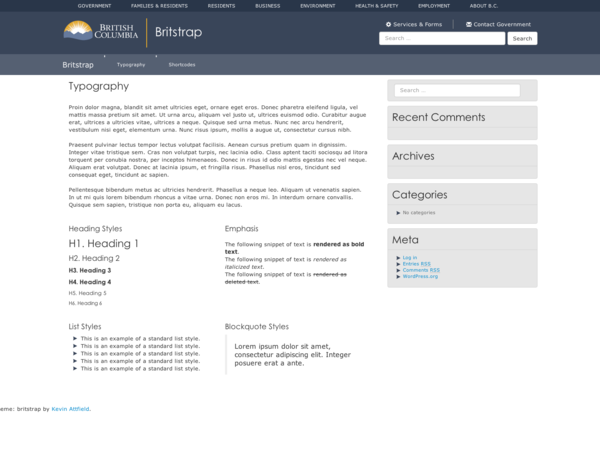 GOVERNMENT FAMILIES & RESIDENTS RESIDENTS BUSINESS ENVIRONMENT HEALTH & SAFETY EMPLOYMENT ABOUT B.C.
BRITISH COLUMBIA
Britstrap
Services & Forms Contact Government
Search ... Search
Britstrap Typography Shortcodes
Typography
Proin dolor magna, blandit sit amet ultricies eget, ornare eget eros. Donec pharetra eleifend ligula, vel
mattis massa pretium sit amet. Ut urna arcu, aliquam vel justo ut, ultrices euismod odio. Curabitur augue
erat, ultrices a ultricies vitae, ultrices a neque. Quisque sed urna metus. Nunc nec arcu hendrerit,
vestibulum nisi eget, elementum urna. Nunc risus ipsum, mollis a augue ut, consectetur cursus nibh.
Praesent pulvinar lectus tempor lectus volutpat facilisis. Aenean cursus pretium quam in dignissim.
Integer vitae tristique sem. Cras non volutpat turpis, nec lacinia odio. Class aptent taciti sociosqu ad litora
torquent per conubia nostra, per inceptos himenaeos. Donec in risus id odio mattis egestas nec vel neque.
Aliquam erat volutpat. Donec at lacinia ipsum, et fringilla risus. Phasellus nisl eros, tincidunt sed
consequat eget, tincidunt ac sapien.
Pellentesque bibendum metus ac ultricies hendrerit. Phasellus a neque leo. Aliquam ut venenatis sapien.
In ut mi quis lorem bibendum rhoncus a vitae urna. Donec non eros mi. In interdum ornare convallis.
Quisque sem sapien, tristique non porta eu, aliquam eu lacus.
Heading Styles
H1. Heading 1
H2. Heading 2
H3. Heading 3
H4. Heading 4
H5. Heading 5
H6. Heading 6
Emphasis
The following snippet of text is rendered as bold
text.
The following snippet of text is rendered as
italicized text.
The following snippet of text is rendered as
deleted text.
List Styles
This is an example of a standard list style.
This is an example of a standard list style.
This is an example of a standard list style.
This is an example of a standard list style.
This is an example of a standard list style.
Blockquote Styles
Lorem ipsum dolor sit amet,
consectetur adipiscing elit. Integer
posuere erat a ante.
Search ...
Recent Comments
Archives
Categories
No categories
Meta
Log in
Entries RSS
Comments RSS
WordPress.org
eme: britstrap by Kevin Altfield.